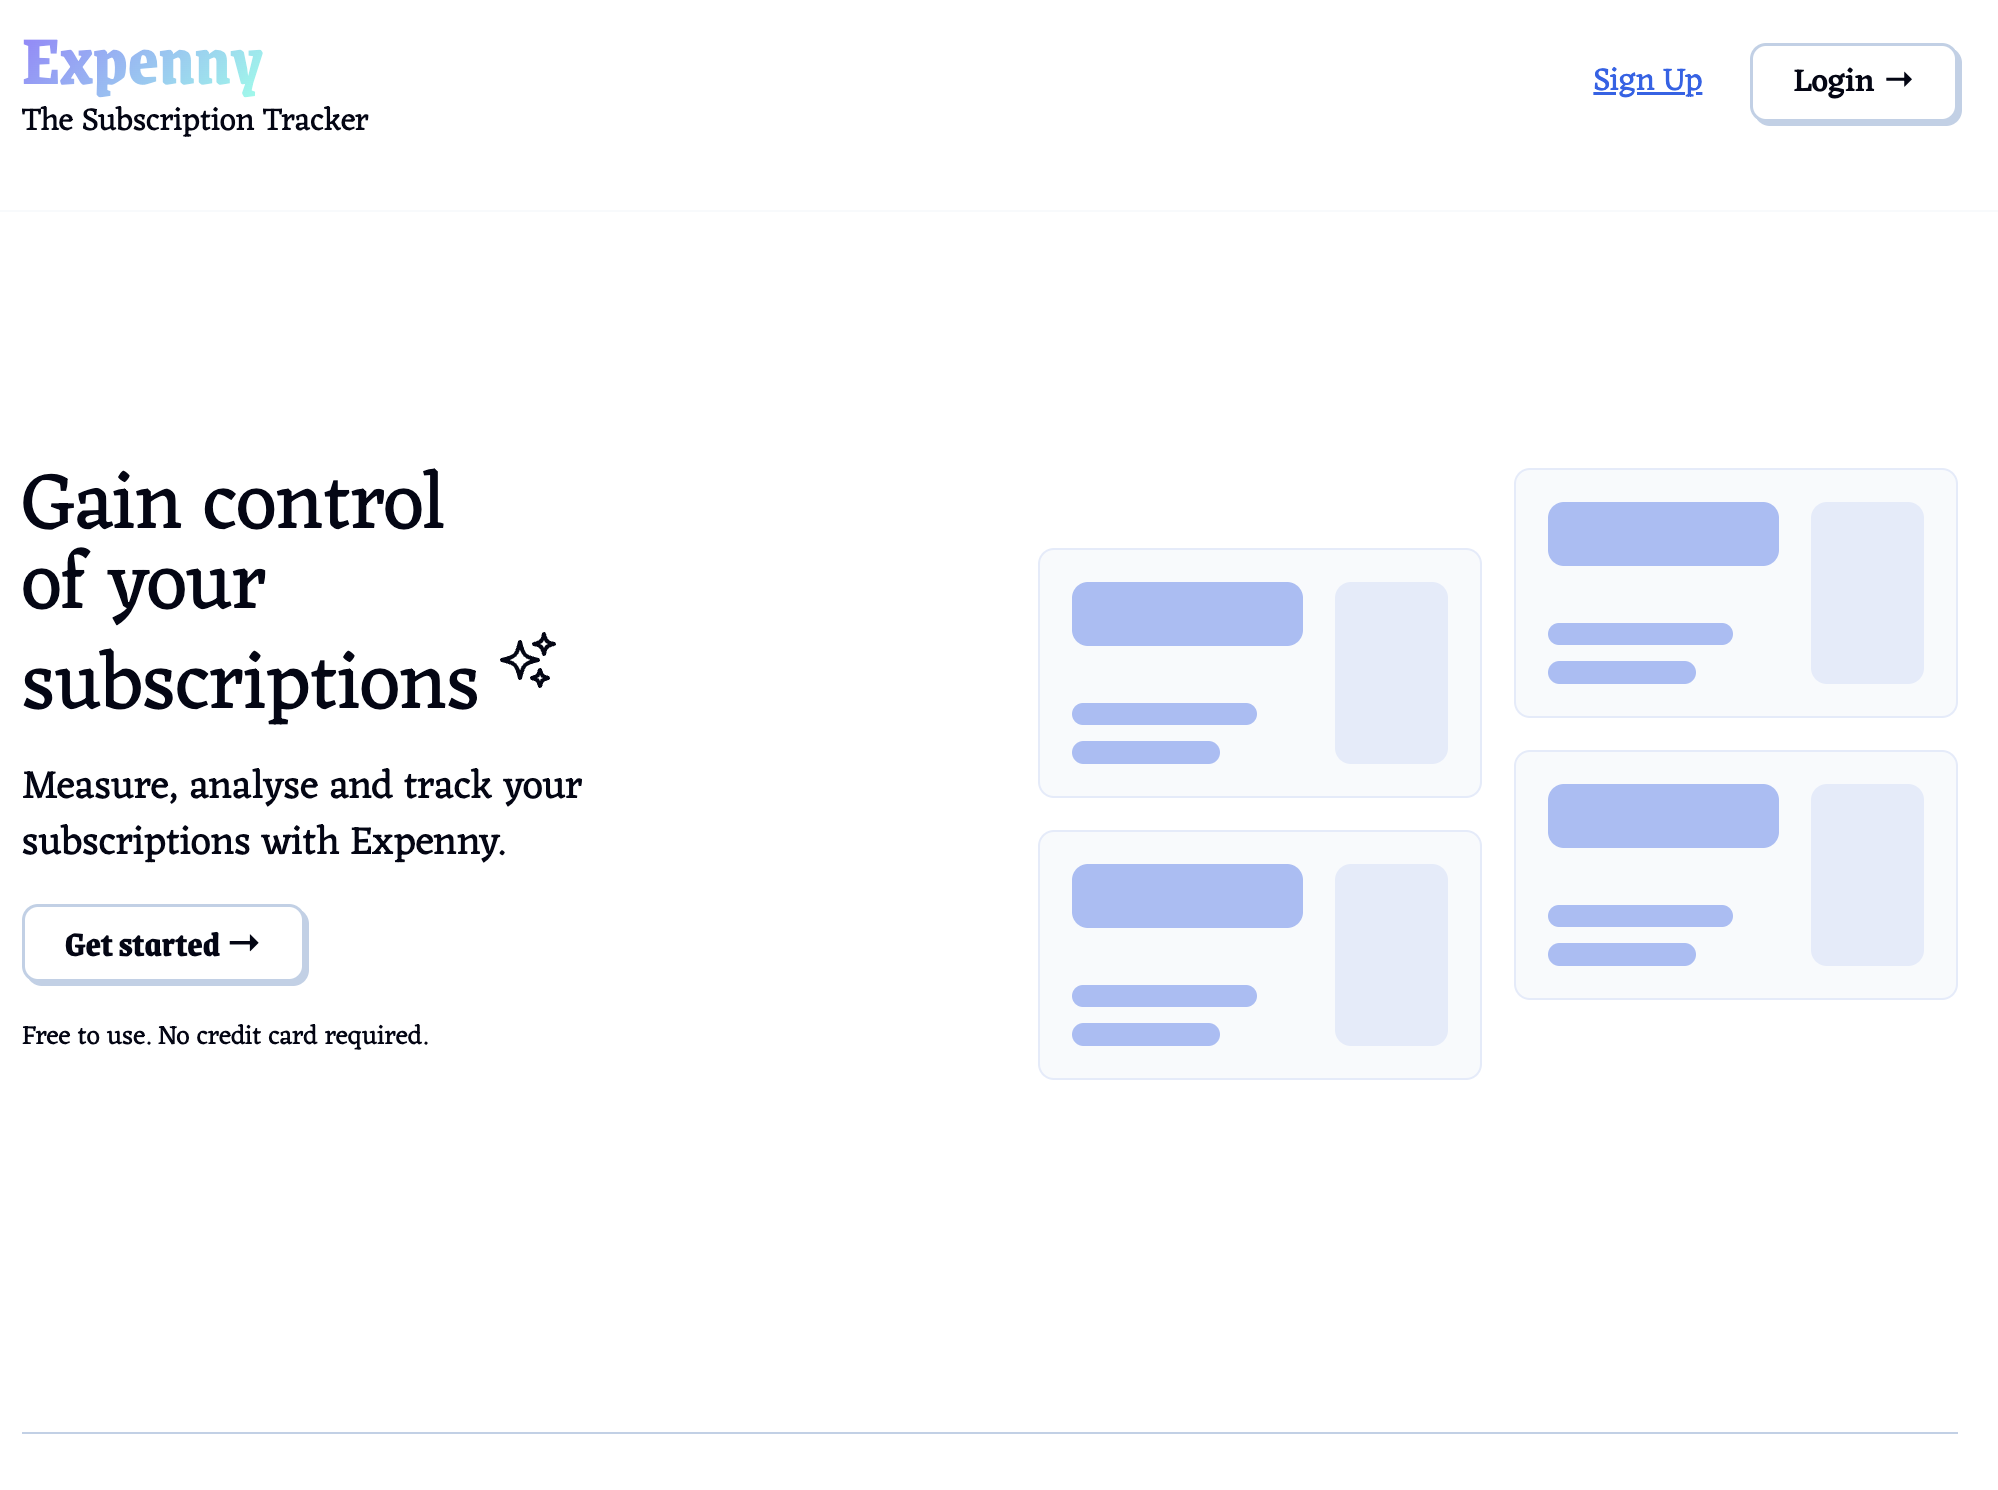 Expenny
The Subscription Tracker
Sign Up
Login →
Gain control
of your
subscriptions
Measure, analyse and track your
subscriptions with Expenny.
Get started →
Free to use. No credit card required.